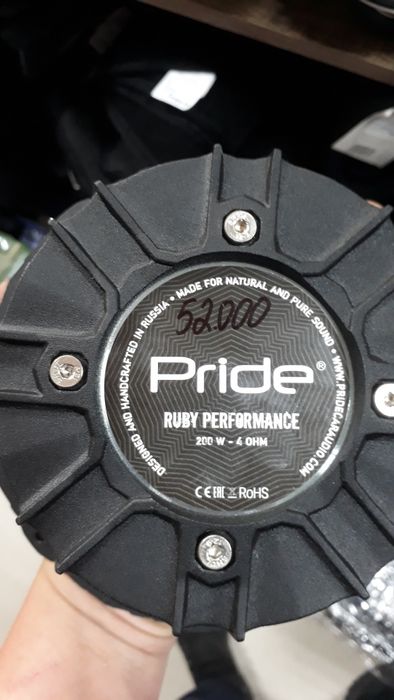 DESIGNED AND HANDCRAFTED IN RUSSIA • MADE FOR NATURAL AND PURE SOUND • WWW.PRIDECARAUDIO.COM
52.000
Pride®
RUBY PERFORMANCE
200 W - 4 OHM
CE EAC RoHS